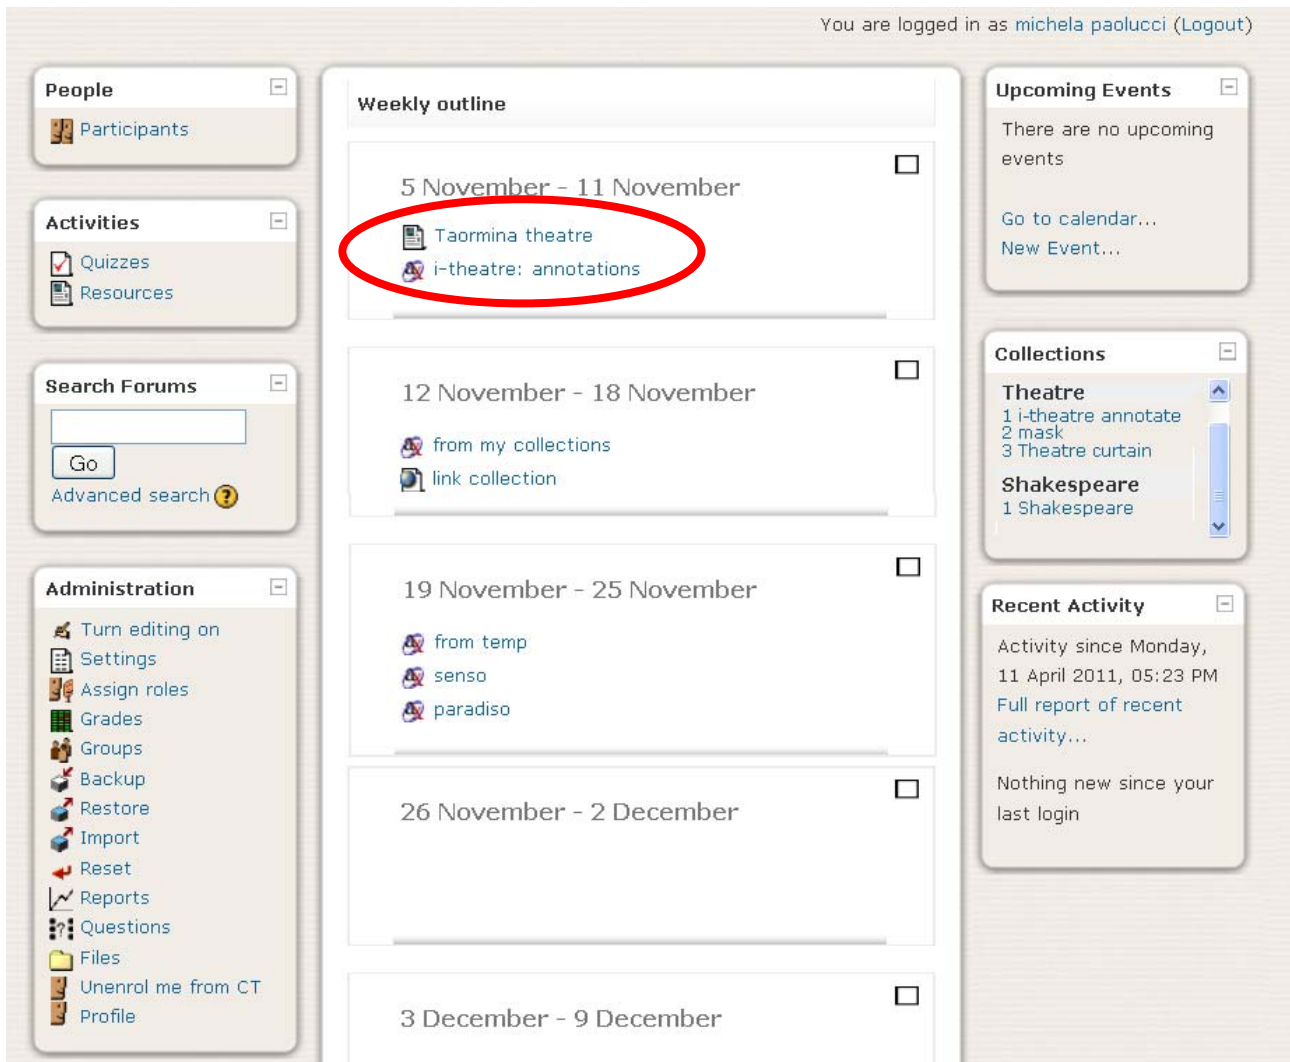 You are logged in as michela paolucci (Logout)
People
Participants
Activities
Quizzes
Resources
Search Forums
Go
Advanced search ?
Administration
Turn editing on
Settings
Assign roles
Grades
Groups
Backup
Restore
Import
Reset
Reports
Questions
Files
Unenrol me from CT
Profile
Weekly outline
5 November - 11 November
Taormina theatre
i-theatre: annotations
12 November - 18 November
from my collections
link collection
19 November - 25 November
from temp
senso
paradiso
26 November - 2 December
3 December - 9 December
Upcoming Events
There are no upcoming
events
Go to calendar...
New Event...
Collections
Theatre
1 i-theatre annotate
2 mask
3 Theatre curtain
Shakespeare
1 Shakespeare
Recent Activity
Activity since Monday,
11 April 2011, 05:23 PM
Full report of recent
activity...
Nothing new since your
last login